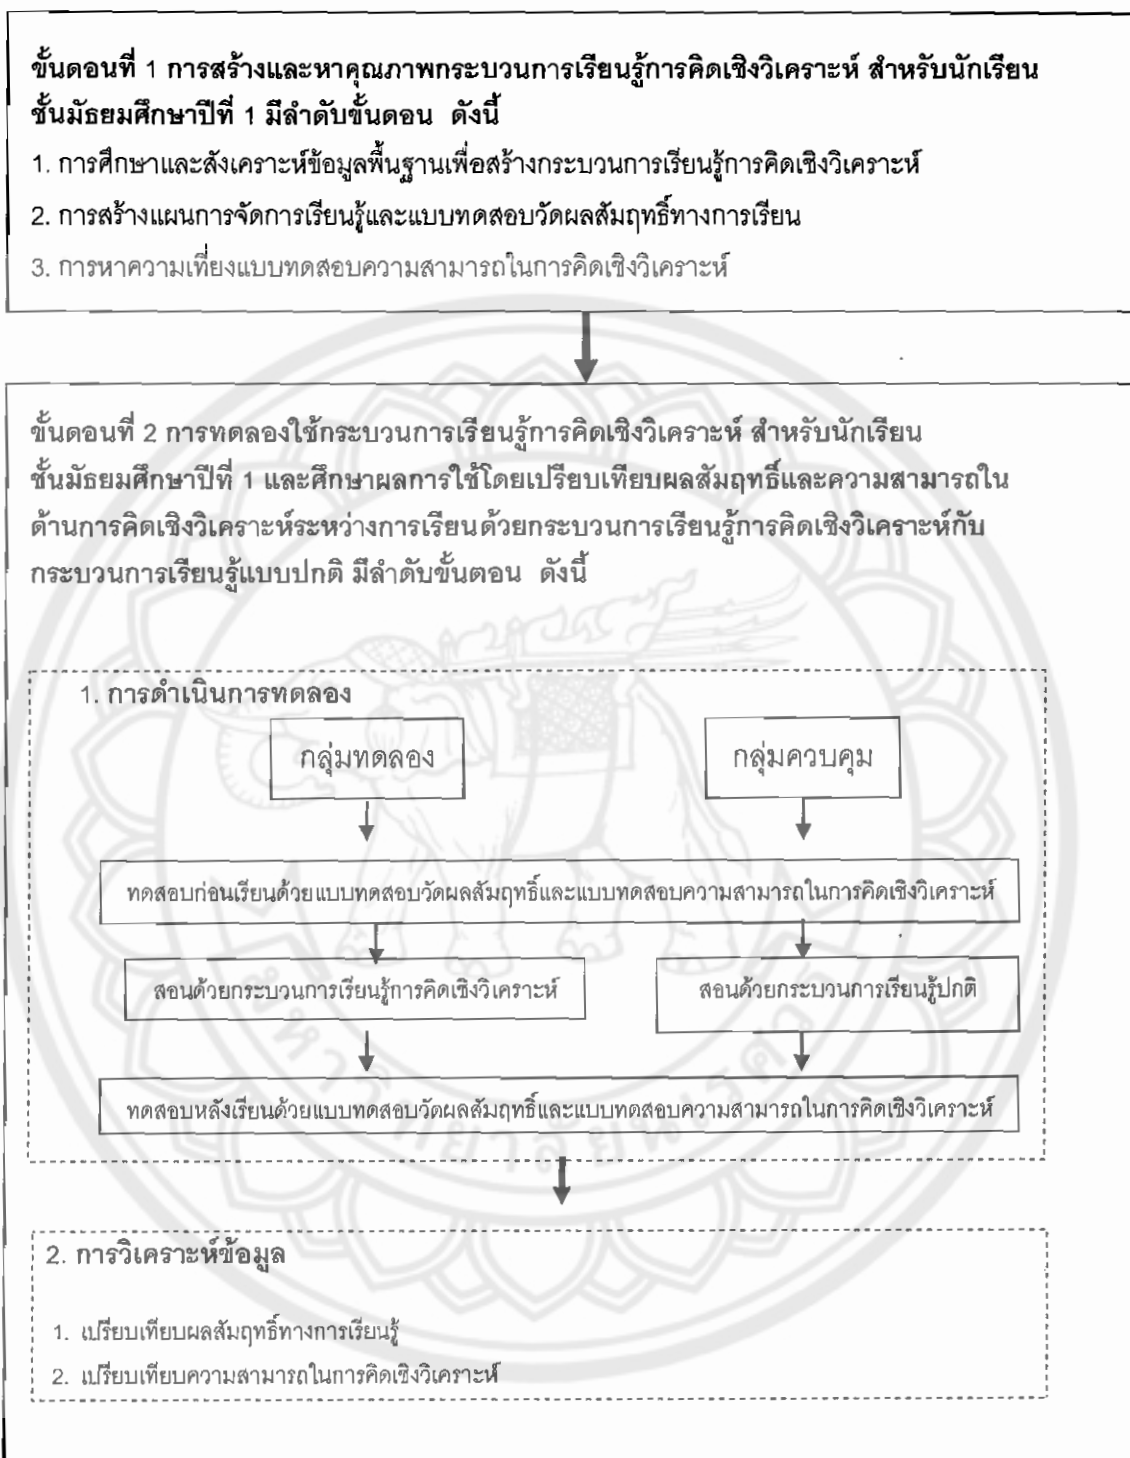 ขั้นตอนที่ 1 การสร้างและหาคุณภาพกระบวนการเรียนรู้การคิดเชิงวิเคราะห์ สำหรับนักเรียน
ชั้นมัธยมศึกษาปีที่ 1 มีลำดับขั้นตอน ดังนี้
1. การศึกษาและสังเคราะห์ข้อมูลพื้นฐานเพื่อสร้างกระบวนการเรียนรู้การคิดเชิงวิเคราะห์
2. การสร้างแผนการจัดการเรียนรู้และแบบทดสอบวัดผลสัมฤทธิ์ทางการเรียน
3. การหาความเที่ยงแบบทดสอบความสามารถในการคิดเชิงวิเคราะห์
ขั้นตอนที่ 2 การทดลองใช้กระบวนการเรียนรู้การคิดเชิงวิเคราะห์ สำหรับนักเรียน
ชั้นมัธยมศึกษาปีที่ 1 และศึกษาผลการใช้โดยเปรียบเทียบผลสัมฤทธิ์และความสามารถใน
ด้านการคิดเชิงวิเคราะห์ระหว่างการเรียนด้วยกระบวนการเรียนรู้การคิดเชิงวิเคราะห์กับ
กระบวนการเรียนรู้แบบปกติ มีลำดับขั้นตอน ดังนี้
1. การดำเนินการทดลอง
กลุ่มทดลอง กลุ่มควบคุม
ทดสอบก่อนเรียนด้วยแบบทดสอบวัดผลสัมฤทธิ์และแบบทดสอบความสามารถในการคิดเชิงวิเคราะห์
สอนด้วยกระบวนการเรียนรู้การคิดเชิงวิเคราะห์ สอนด้วยกระบวนการเรียนรู้ปกติ
ทดสอบหลังเรียนด้วยแบบทดสอบวัดผลสัมฤทธิ์และแบบทดสอบความสามารถในการคิดเชิงวิเคราะห์
2. การวิเคราะห์ข้อมูล
1. เปรียบเทียบผลสัมฤทธิ์ทางการเรียนรู้
2. เปรียบเทียบความสามารถในการคิดเชิงวิเคราะห์